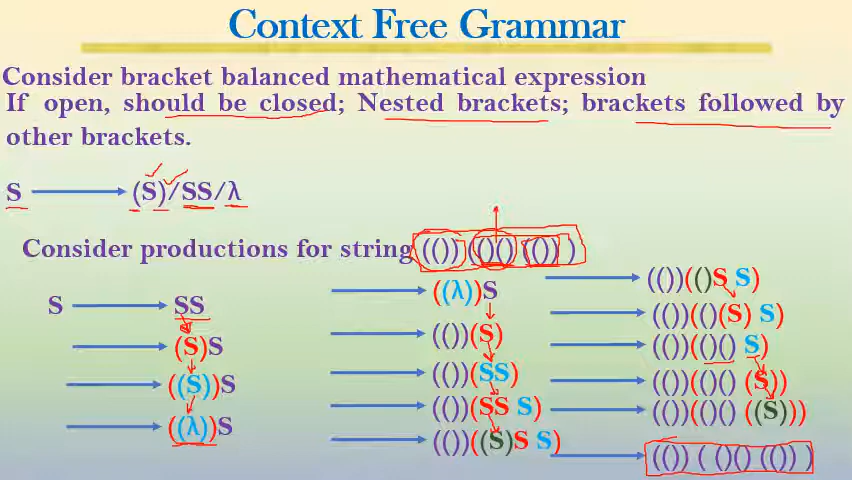 Context Free Grammar
Consider bracket balanced mathematical expression
If open, should be closed; Nested brackets; brackets followed by
other brackets.
S (S)/SS/λ
Consider productions for string (()) (()() (()) )
S SS
(S)S
((S))S
((λ))S
((λ))S
(())(S)
(())(SS)
(())(SS S)
(())((S)S S)
(())(()S S)
(())(()(S) S)
(())(()() S)
(())(()() (S))
(())(()() ((S)))
(()) ( ()() (()) )